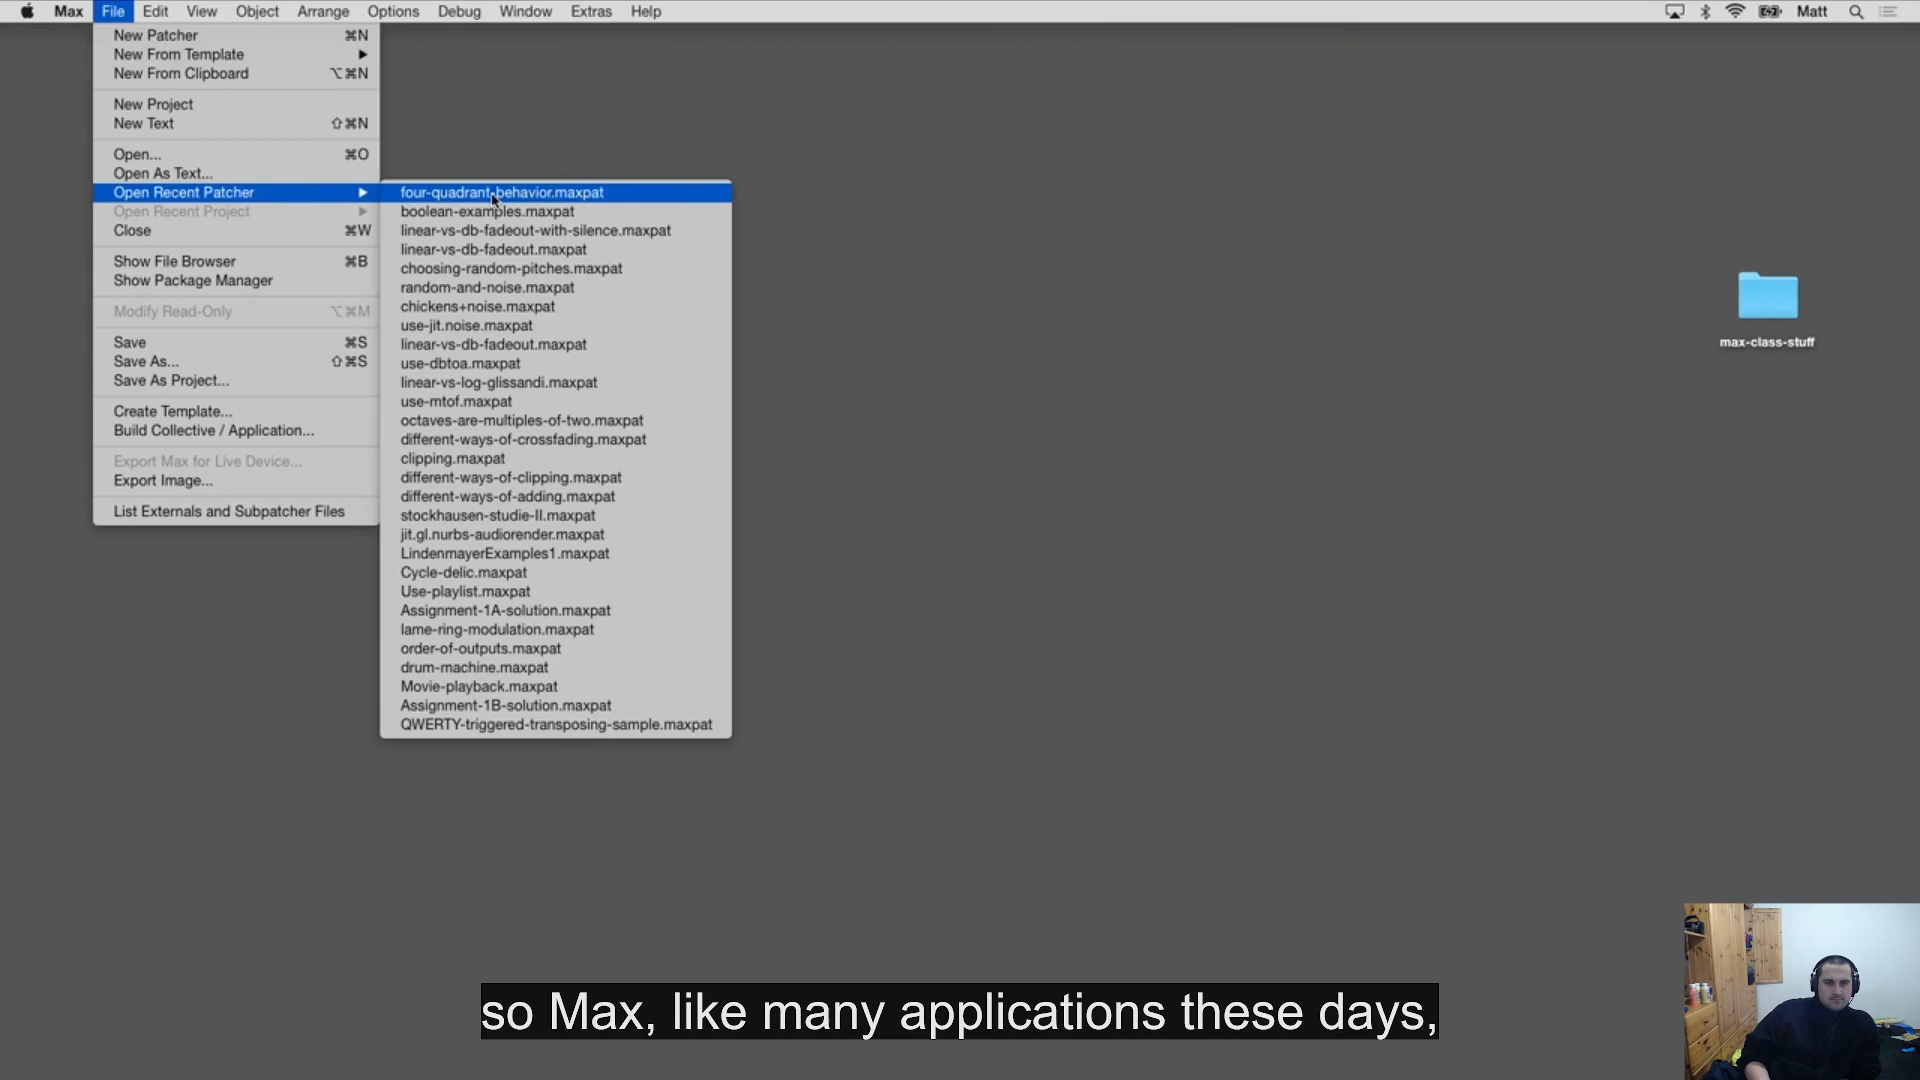 Max File Edit View Object Arrange Options Debug Window Extras Help Matt
New Patcher ⌘N
New From Template ▶
New From Clipboard ⌥⌘N
New Project
New Text ⇧⌘N
Open... ⌘O
Open As Text...
Open Recent Patcher ▶
Open Recent Project ▶
Close ⌘W
Show File Browser ⌘B
Show Package Manager
Modify Read-Only ⌥⌘M
Save ⌘S
Save As... ⇧⌘S
Save As Project...
Create Template...
Build Collective / Application...
Export Max for Live Device...
Export Image...
List Externals and Subpatcher Files
four-quadrant-behavior.maxpat
boolean-examples.maxpat
linear-vs-db-fadeout-with-silence.maxpat
linear-vs-db-fadeout.maxpat
choosing-random-pitches.maxpat
random-and-noise.maxpat
chickens+noise.maxpat
use-jit.noise.maxpat
linear-vs-db-fadeout.maxpat
use-dbtoa.maxpat
linear-vs-log-glissandi.maxpat
use-mtof.maxpat
octaves-are-multiples-of-two.maxpat
different-ways-of-crossfading.maxpat
clipping.maxpat
different-ways-of-clipping.maxpat
different-ways-of-adding.maxpat
stockhausen-studie-II.maxpat
jit.gl.nurbs-audiorender.maxpat
LindenmayerExamples1.maxpat
Cycle-delic.maxpat
Use-playlist.maxpat
Assignment-1A-solution.maxpat
lame-ring-modulation.maxpat
order-of-outputs.maxpat
drum-machine.maxpat
Movie-playback.maxpat
Assignment-1B-solution.maxpat
QWERTY-triggered-transposing-sample.maxpat
max-class-stuff
so Max, like many applications these days,